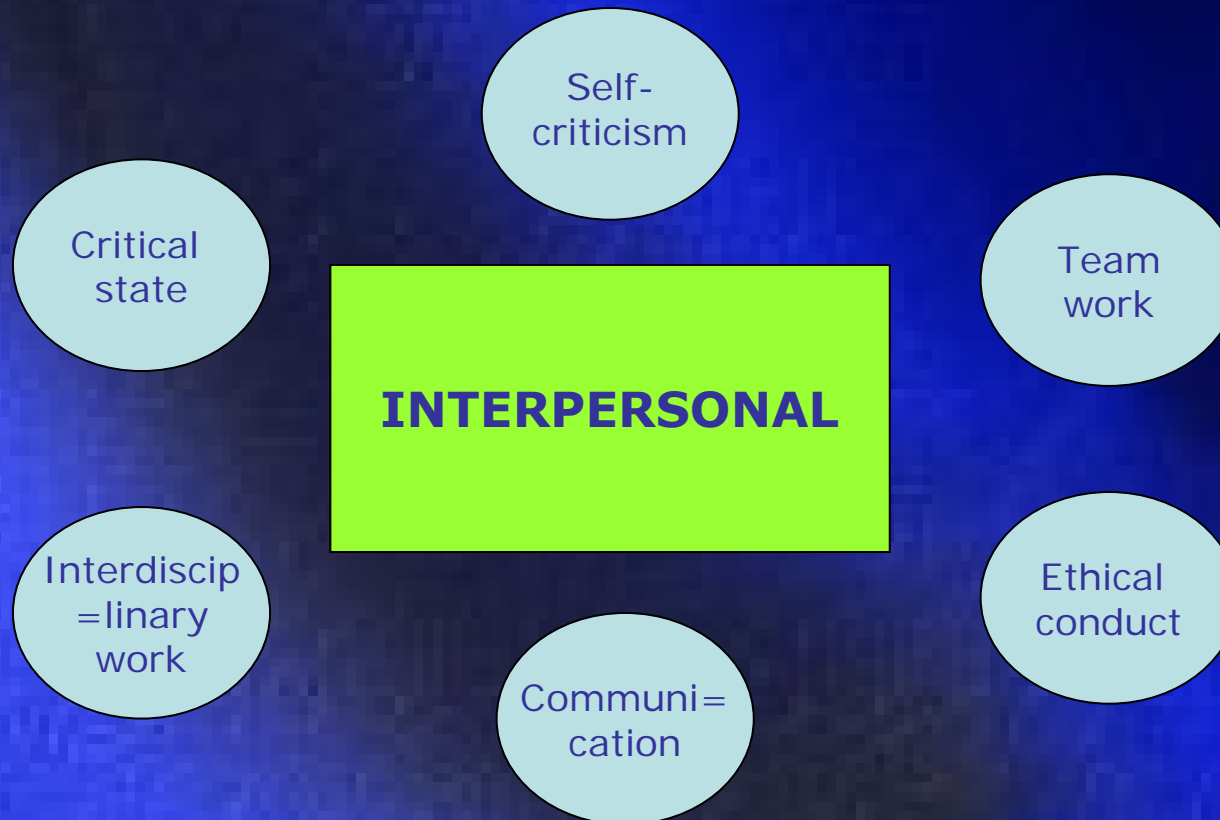 Self-
criticism
Critical
state
Team
work
INTERPERSONAL
Interdiscip
=linary
work
Ethical
conduct
Communi=
cation